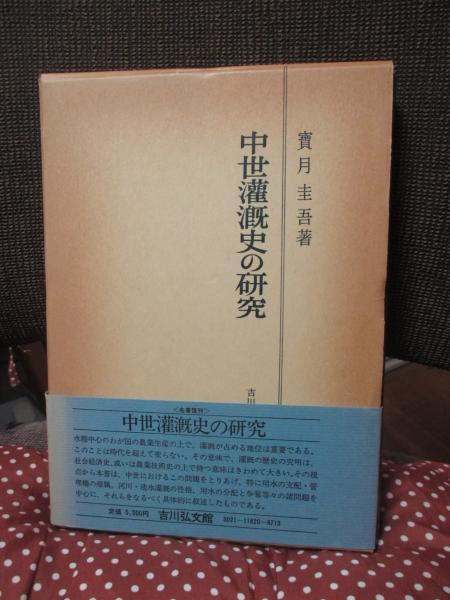 寶月圭吾著
中世灌漑史の研究
吉川
＜名著復刊＞
中世灌漑史の研究
水稲中心のわが国の農業生産の上で、灌漑が占める地位は重要である。
このことは時代を超えて変らない。その意味で、灌漑の歴史の究明は、
社会経済史、或いは農業技術史の上で持つ意味はきわめて大きい。その視
点から本書は、中世におけるこの問題をとりあげ、特に用水の支配・管
理機の推構、河川・池水灌漑の性格、用水の分配と争奪等々の諸問題を
中心に、それらをなるべく具体的に叙述したものである。
定価 5,500円 吉川弘文館 3021—11620—8713